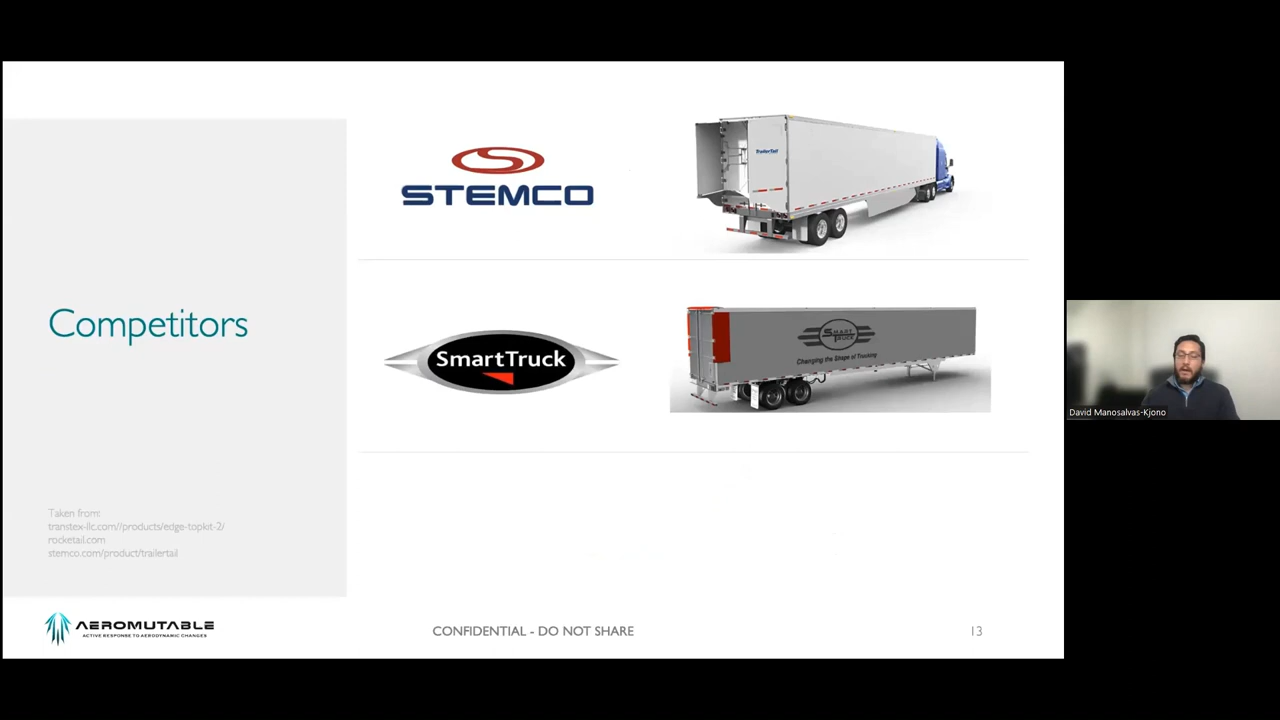 Competitors
Taken from:
transtex-llc.com//products/edge-topkit-2/
rocketail.com
stemco.com/product/trailertail
STEMCO
TrailerTail
SmartTruck
SMART
TRUCK
Changing the Shape of Trucking
AEROMUTABLE
ACTIVE RESPONSE TO AERODYNAMIC CHANGES
CONFIDENTIAL - DO NOT SHARE
13
David Manosalvas-Kjono